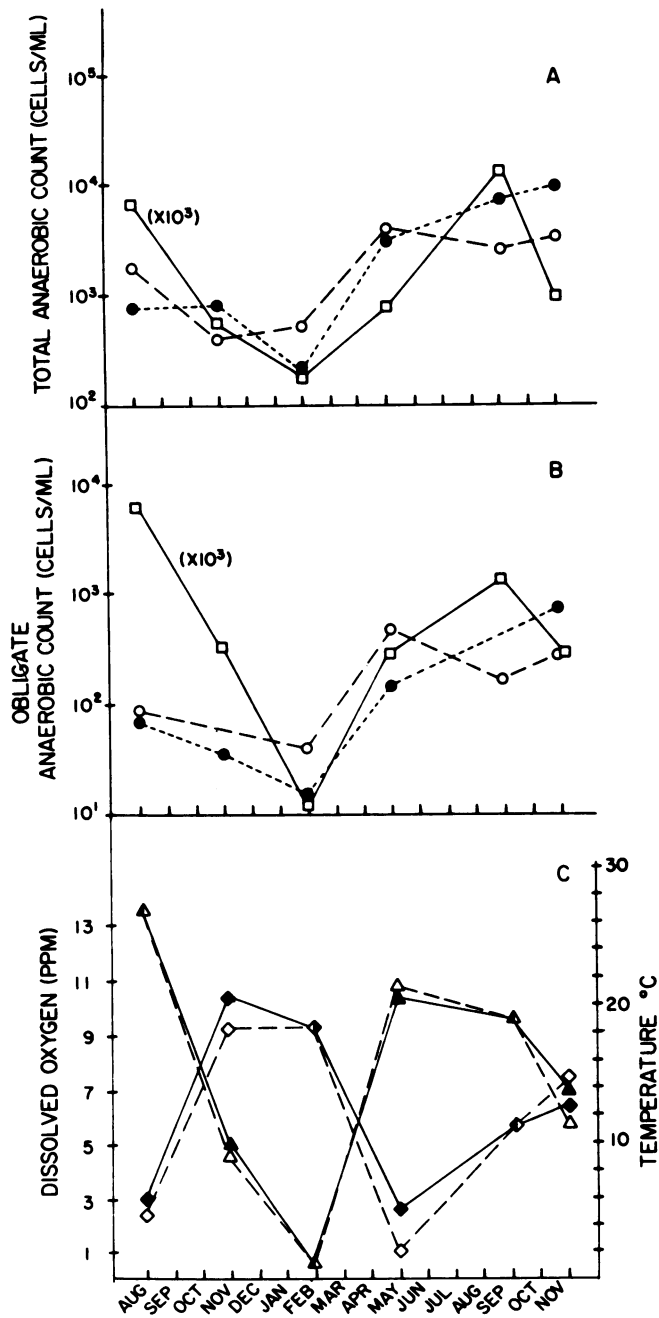 A
TOTAL ANAEROBIC COUNT (CELLS/ML)
10⁵
10⁴
(X10³)
10³
10²
B
OBLIGATE
ANAEROBIC COUNT (CELLS/ML)
10⁴
(X10³)
10³
10²
10¹
C
DISSOLVED OXYGEN (PPM)
13
11
9
7
5
3
1
30
20
10
TEMPERATURE °C
AUG
SEP
OCT
NOV
DEC
JAN
FEB
MAR
APR
MAY
JUN
JUL
AUG
SEP
OCT
NOV